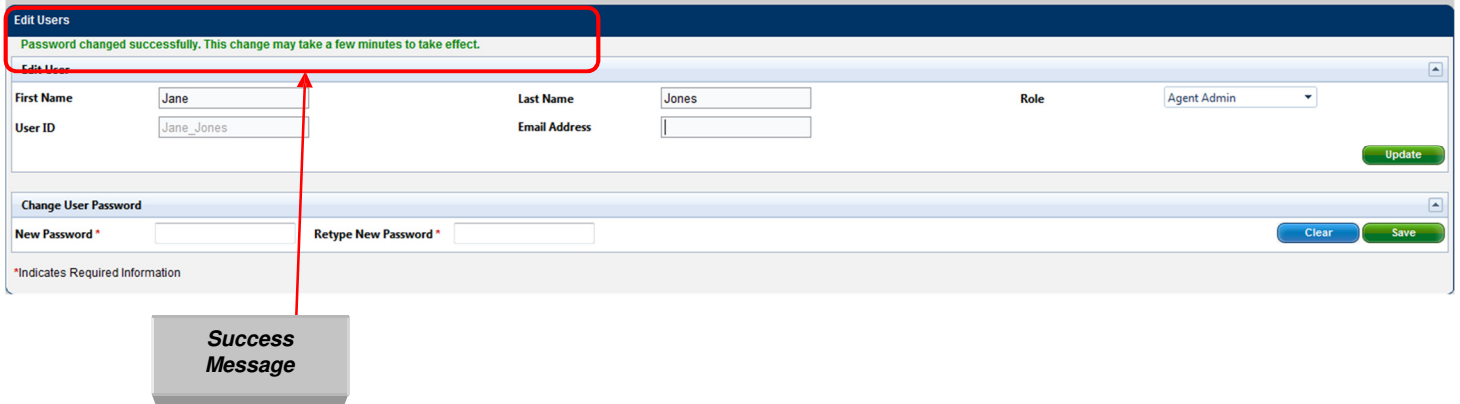 Edit Users
Password changed successfully. This change may take a few minutes to take effect.
Edit User
First Name Jane Last Name Jones Role Agent Admin
User ID Jane_Jones Email Address
Update
Change User Password
New Password * Retype New Password * Clear Save
*Indicates Required Information
Success
Message